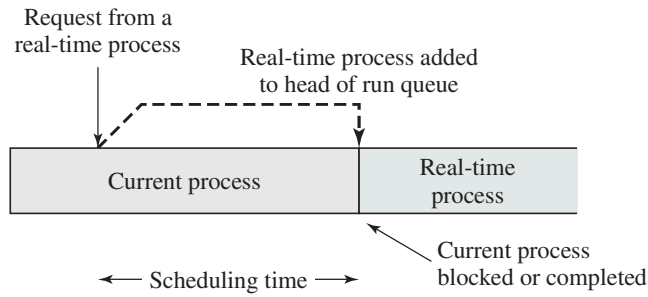 Request from a
real-time process
Real-time process added
to head of run queue
Current process
Real-time
process
Current process
blocked or completed
Scheduling time